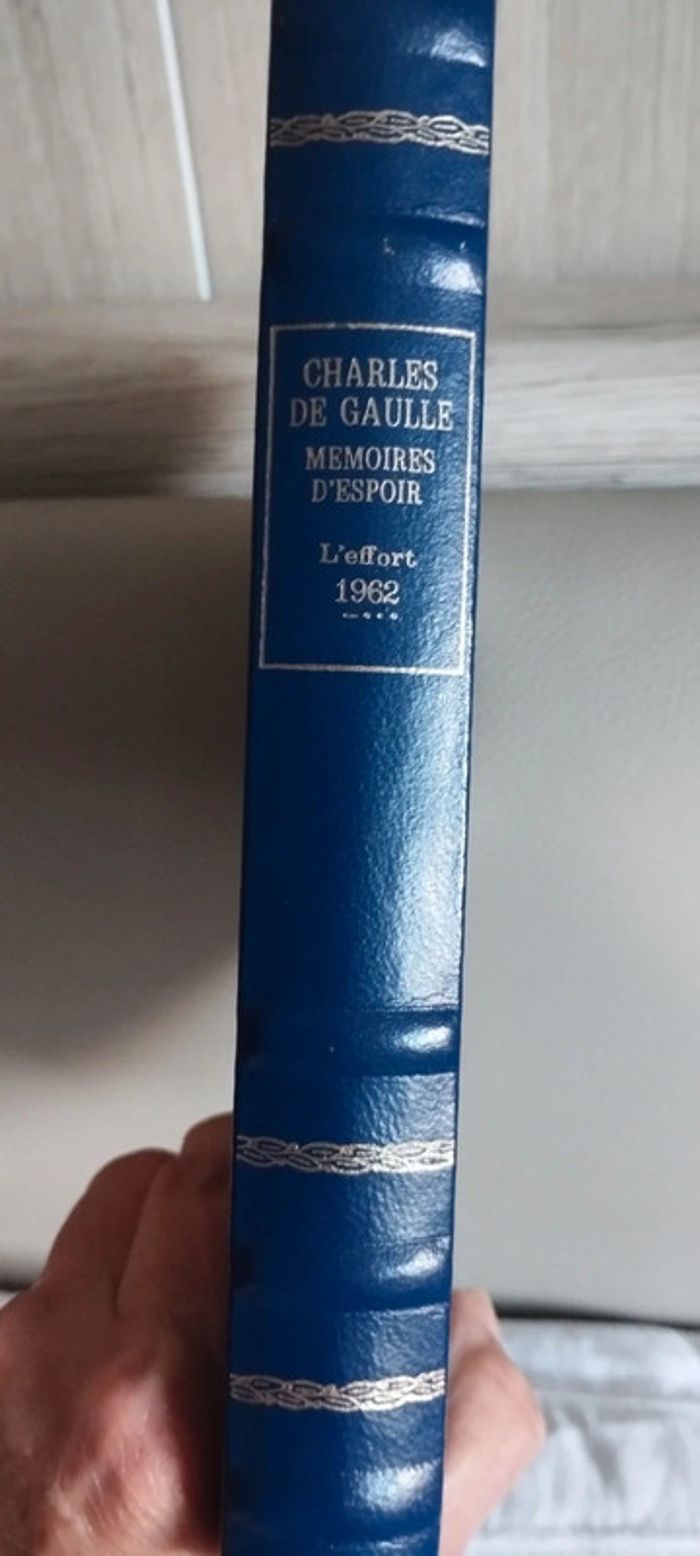 CHARLES
DE GAULLE
MEMOIRES
D'ESPOIR
L'effort
1962
....